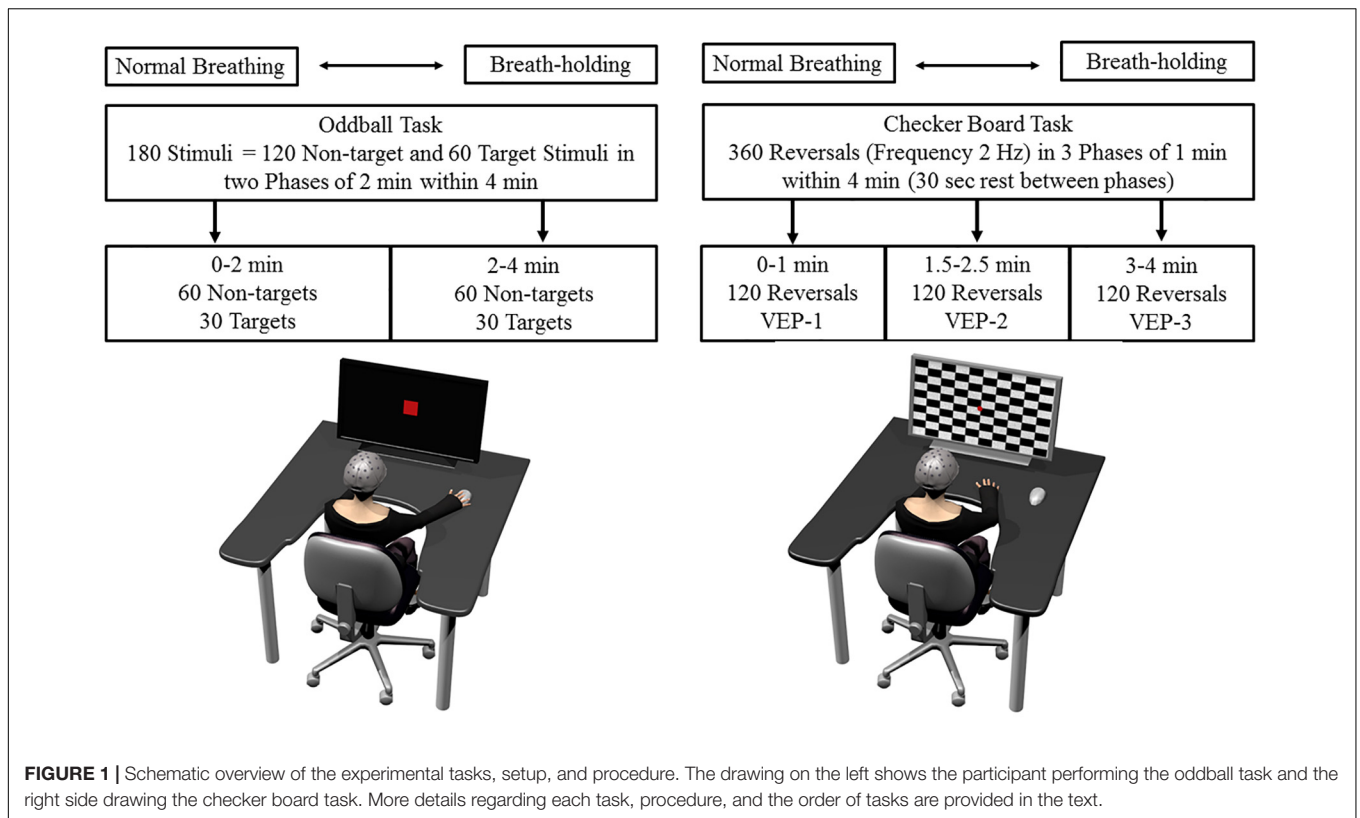 Normal Breathing
Breath-holding
Oddball Task
180 Stimuli = 120 Non-target and 60 Target Stimuli in
two Phases of 2 min within 4 min
0-2 min
60 Non-targets
30 Targets
2-4 min
60 Non-targets
30 Targets
Normal Breathing
Breath-holding
Checker Board Task
360 Reversals (Frequency 2 Hz) in 3 Phases of 1 min
within 4 min (30 sec rest between phases)
0-1 min
120 Reversals
VEP-1
1.5-2.5 min
120 Reversals
VEP-2
3-4 min
120 Reversals
VEP-3
FIGURE 1 | Schematic overview of the experimental tasks, setup, and procedure. The drawing on the left shows the participant performing the oddball task and the
right side drawing the checker board task. More details regarding each task, procedure, and the order of tasks are provided in the text.